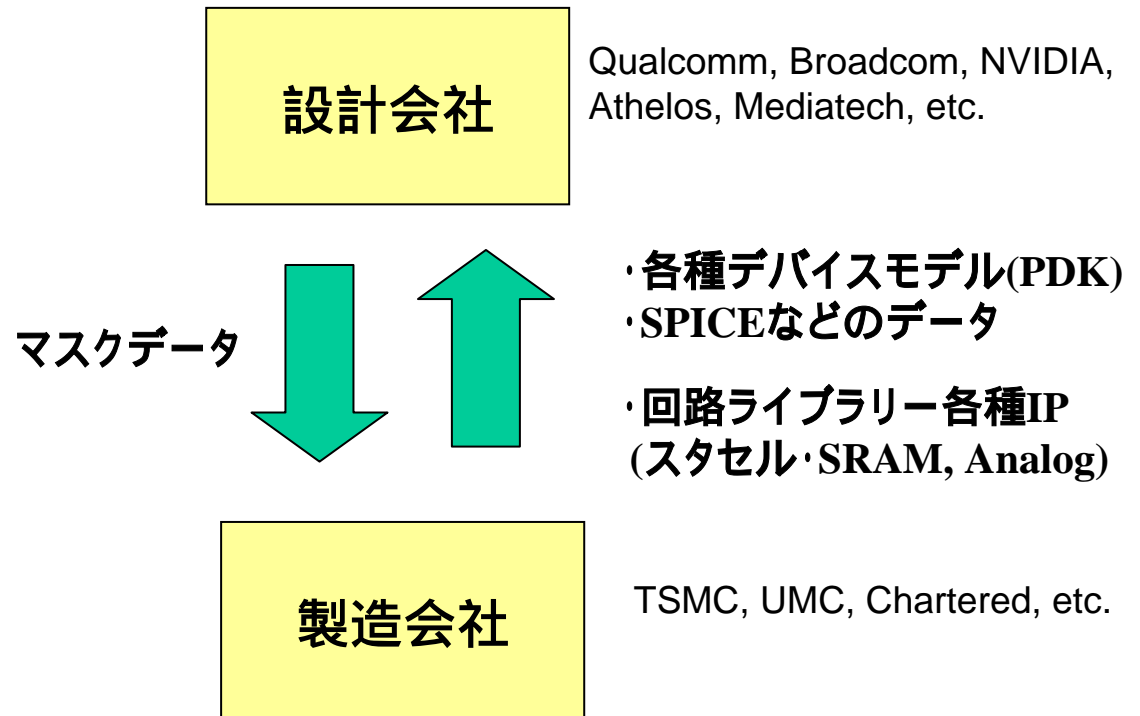 設計会社
Qualcomm, Broadcom, NVIDIA,
Athelos, Mediatech, etc.
マスクデータ
・各種デバイスモデル(PDK)
・SPICEなどのデータ
・回路ライブラリー各種IP
(スタセル・SRAM, Analog)
製造会社
TSMC, UMC, Chartered, etc.